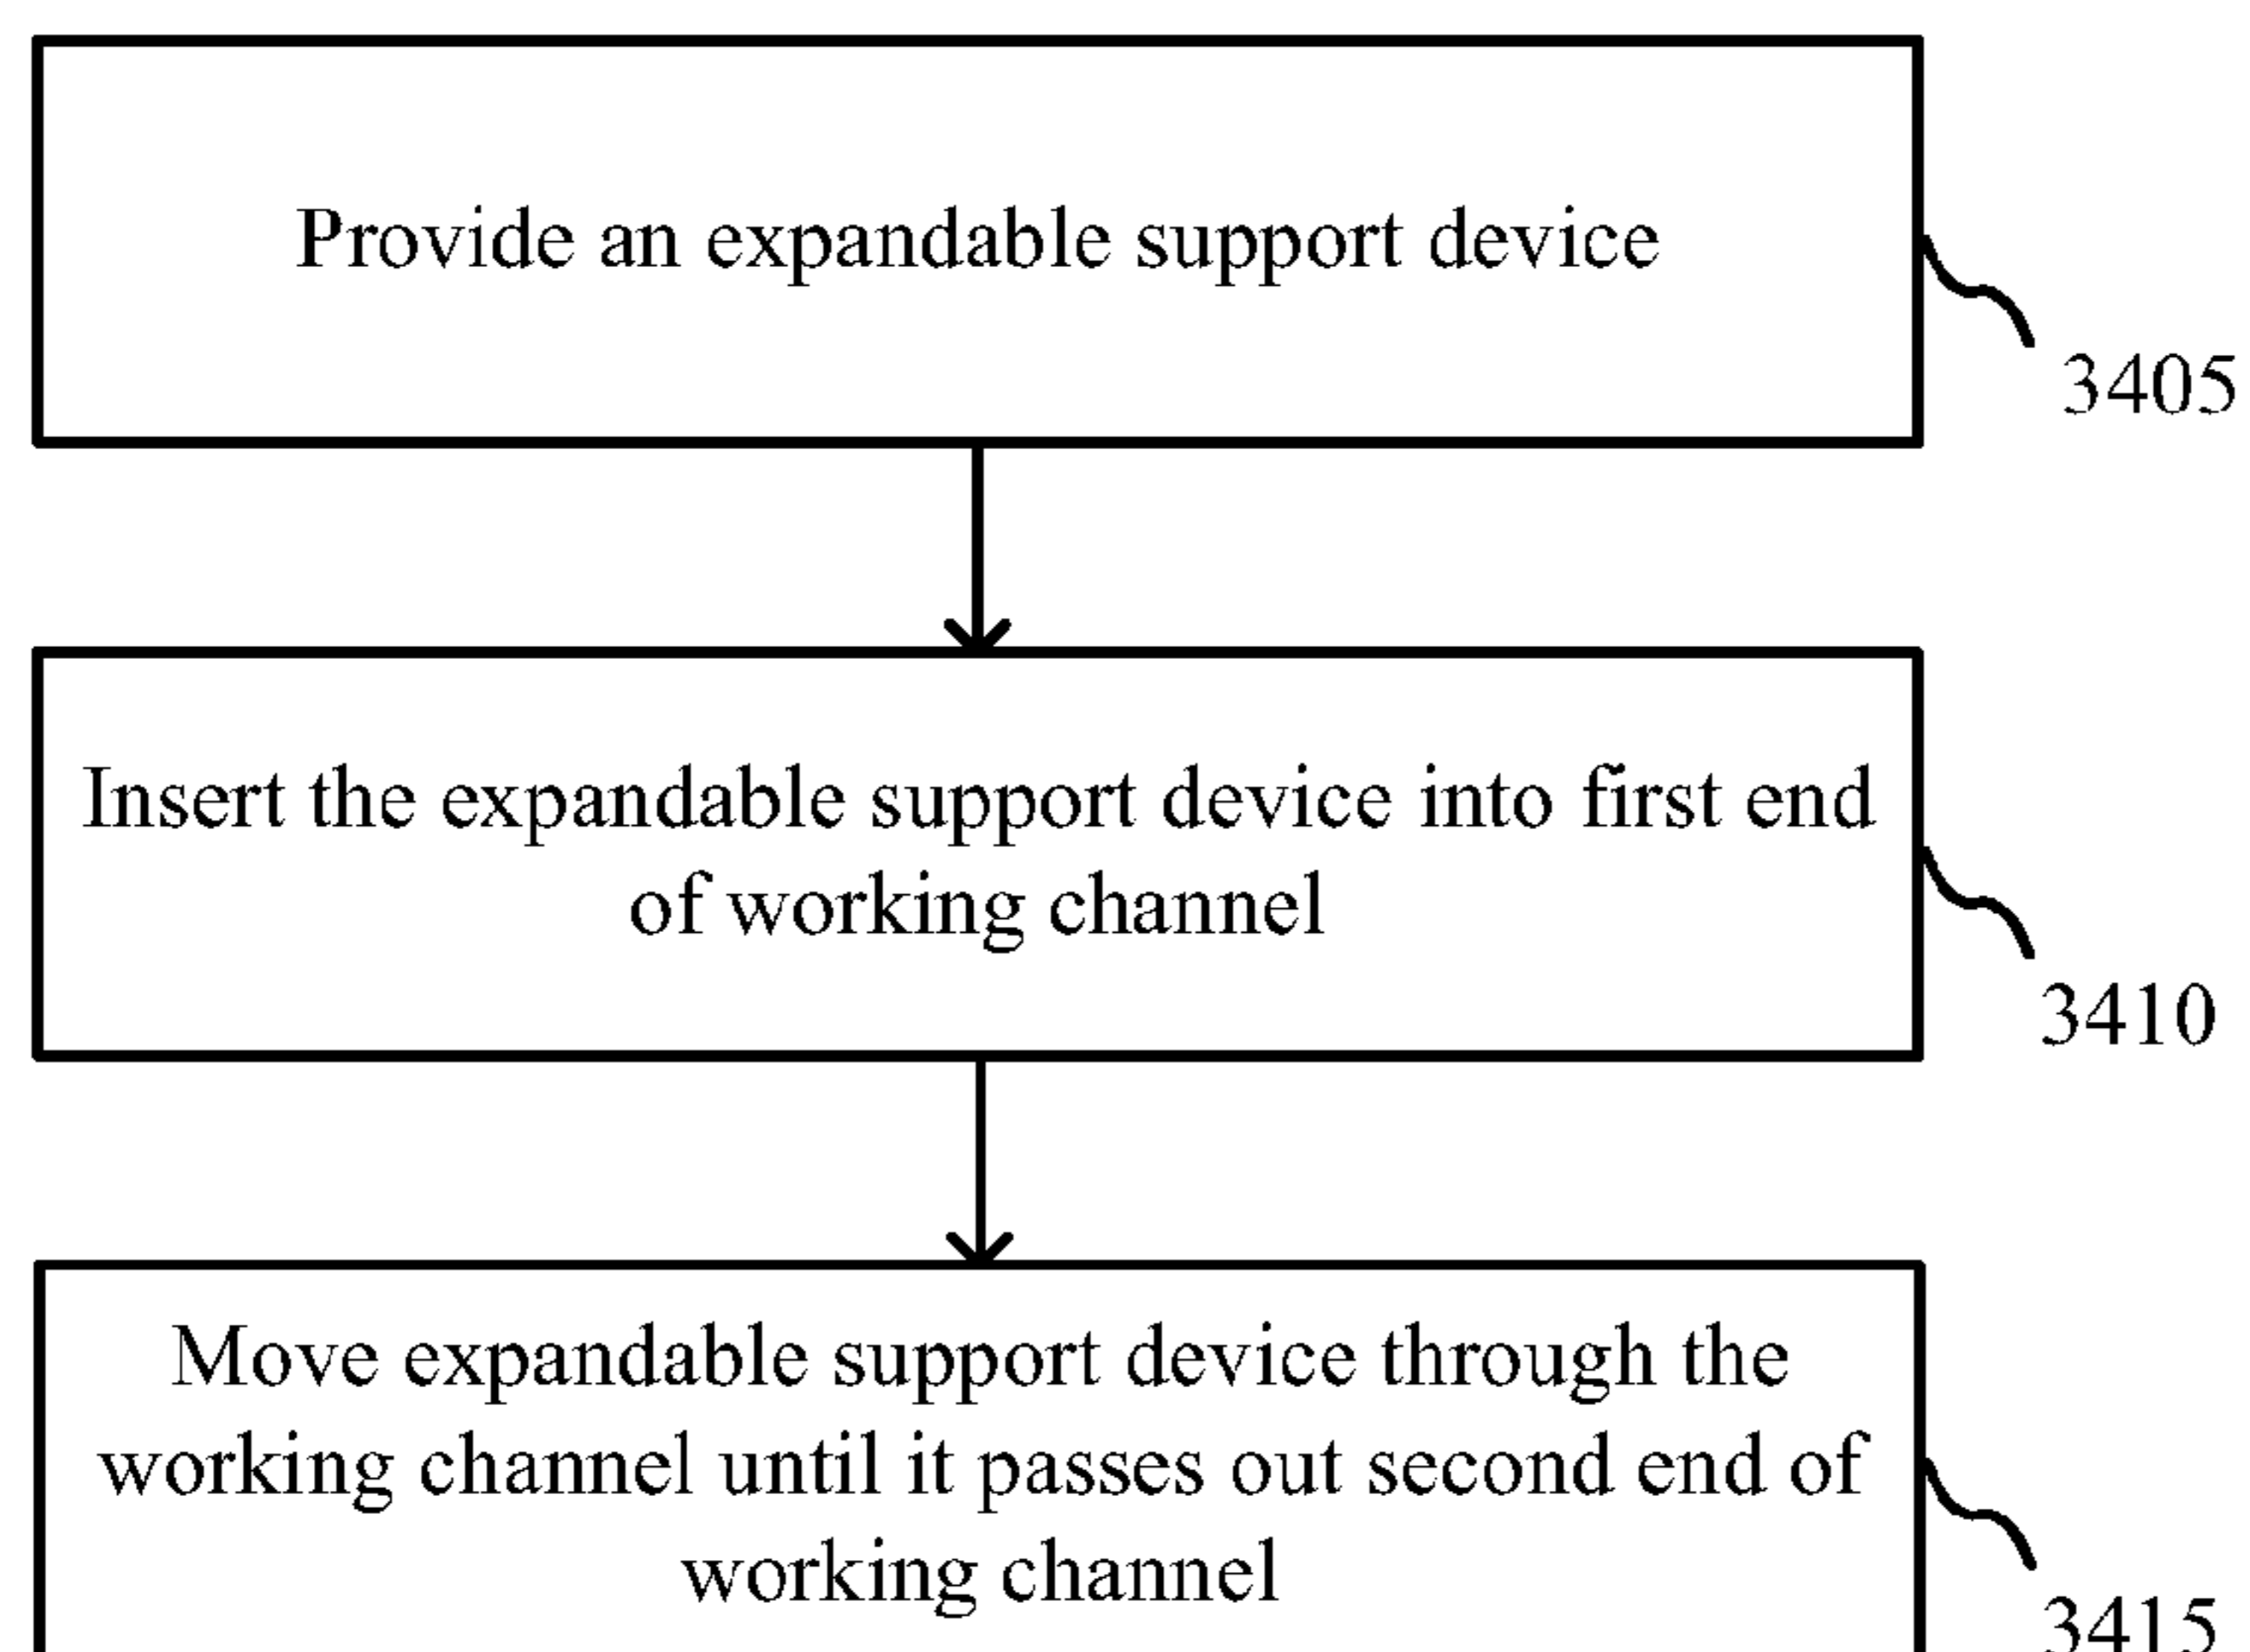 Provide an expandable support device
3405
Insert the expandable support device into first end
of working channel
3410
Move expandable support device through the
working channel until it passes out second end of
working channel
3415